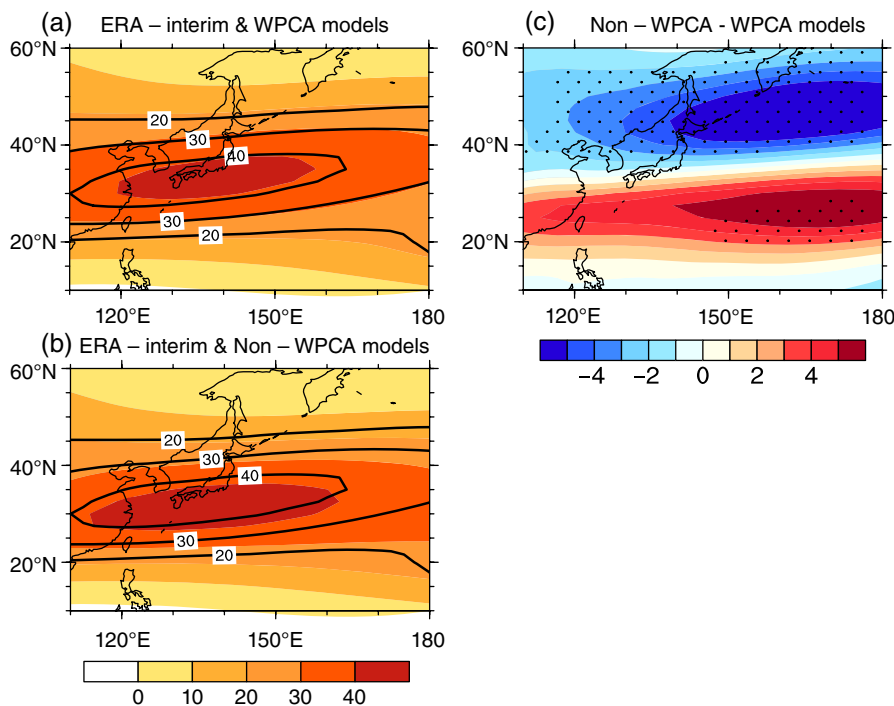 (a) ERA – interim & WPCA models
60°N
40°N
20°N
20
30
40
30
20
120°E 150°E 180
(c) Non – WPCA - WPCA models
60°N
40°N
20°N
120°E 150°E 180
-4 -2 0 2 4
(b) ERA – interim & Non – WPCA models
60°N
40°N
20°N
20
30
40
30
20
120°E 150°E 180
0 10 20 30 40